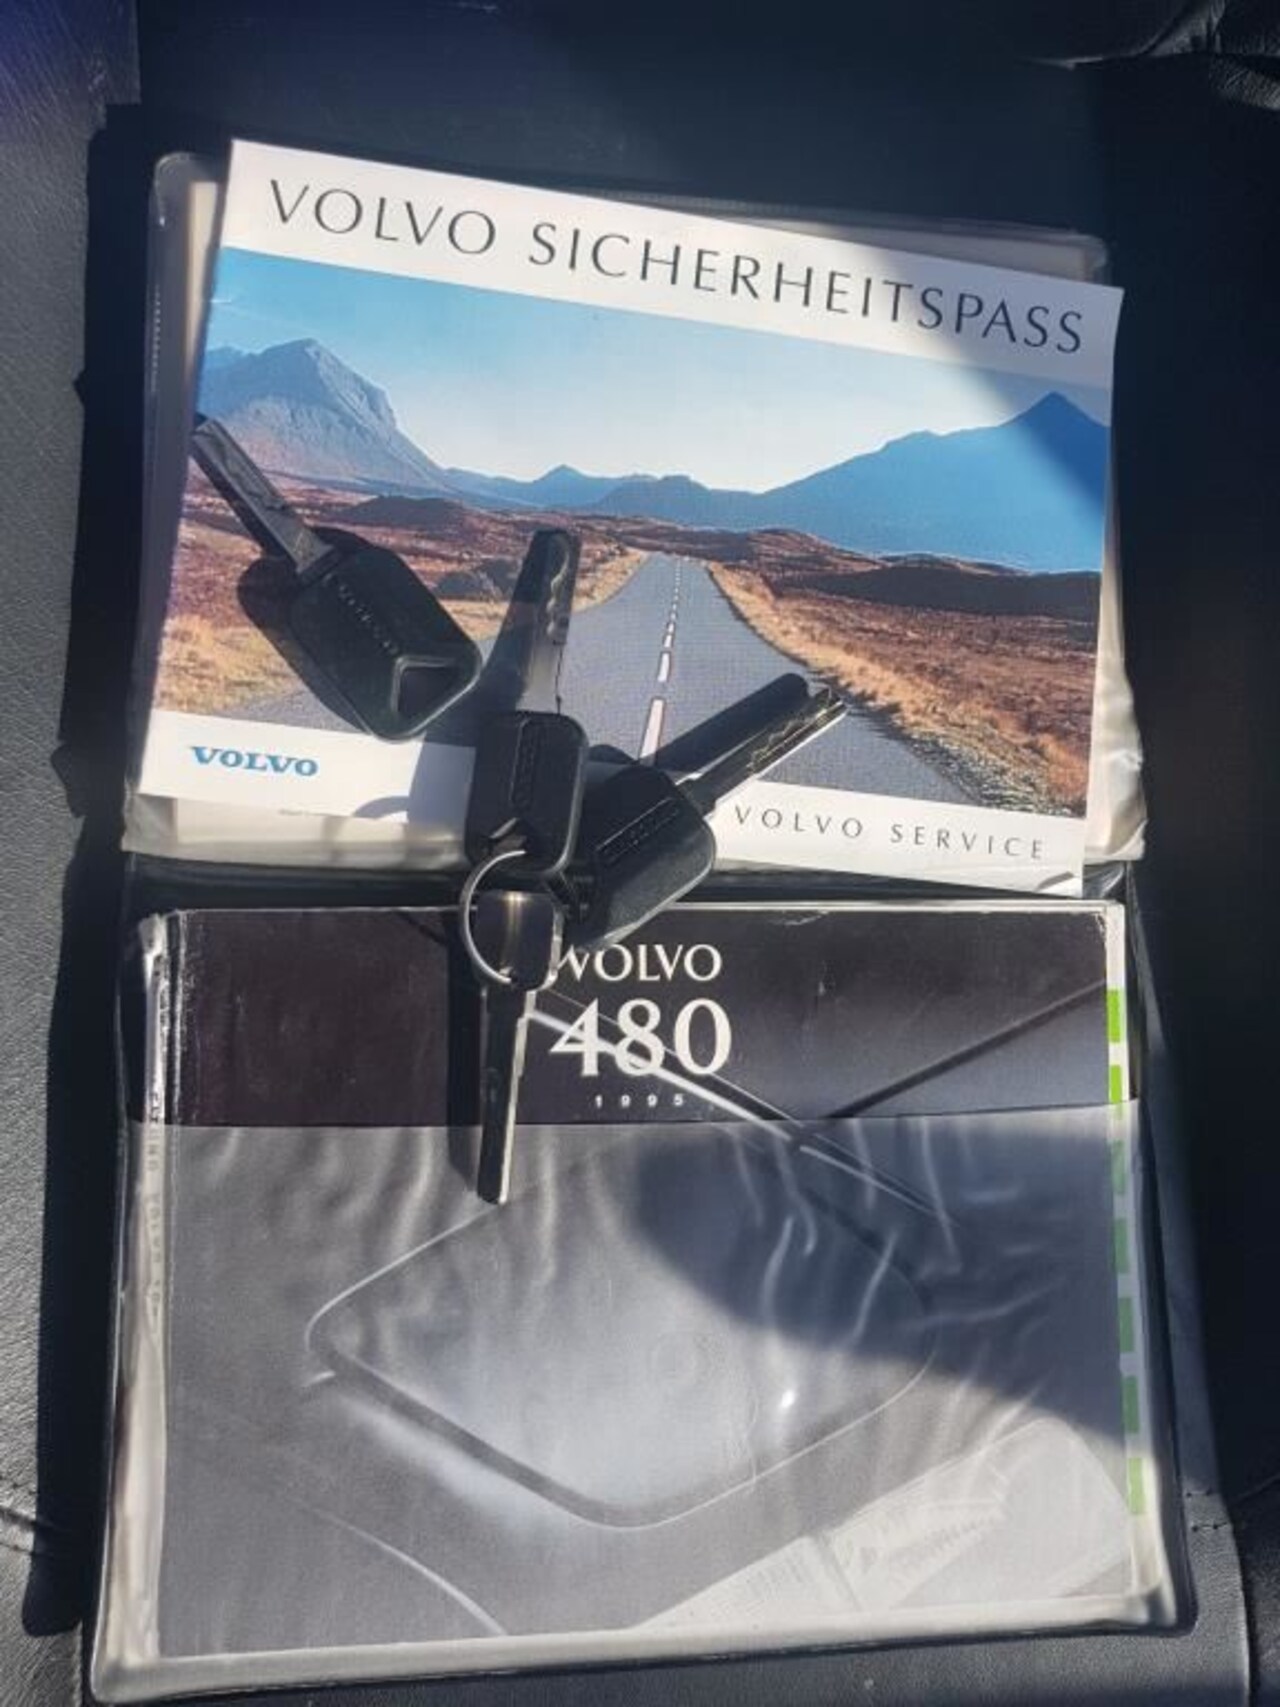 VOLVO SICHERHEITSPASS
VOLVO
VOLVO SERVICE
VOLVO
480
1995